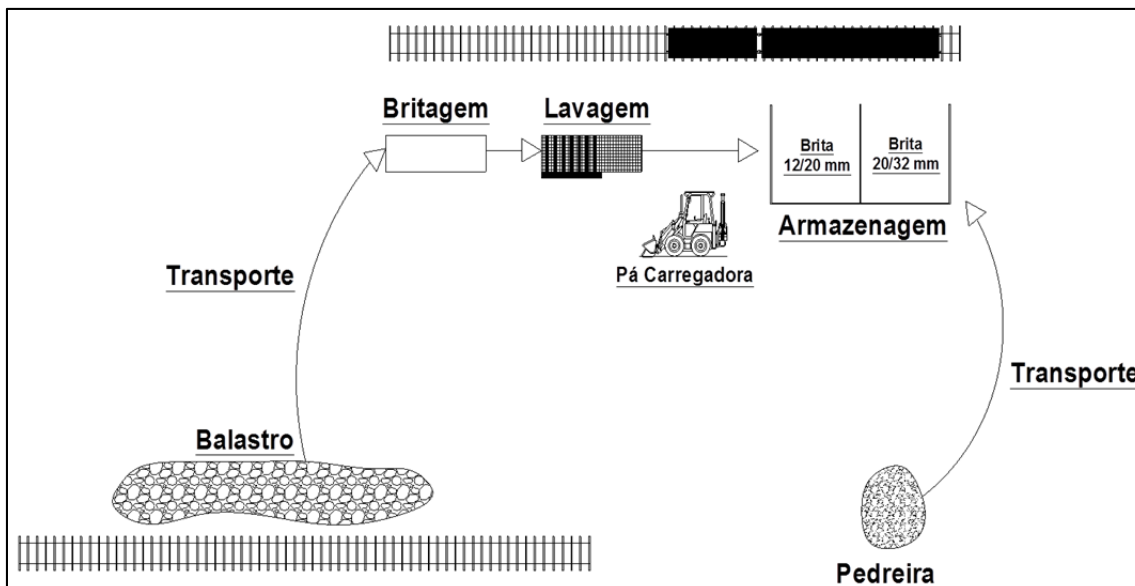 Britagem
Lavagem
Brita
12/20 mm
Brita
20/32 mm
Armazenagem
Pá Carregadora
Transporte
Transporte
Balastro
Pedreira